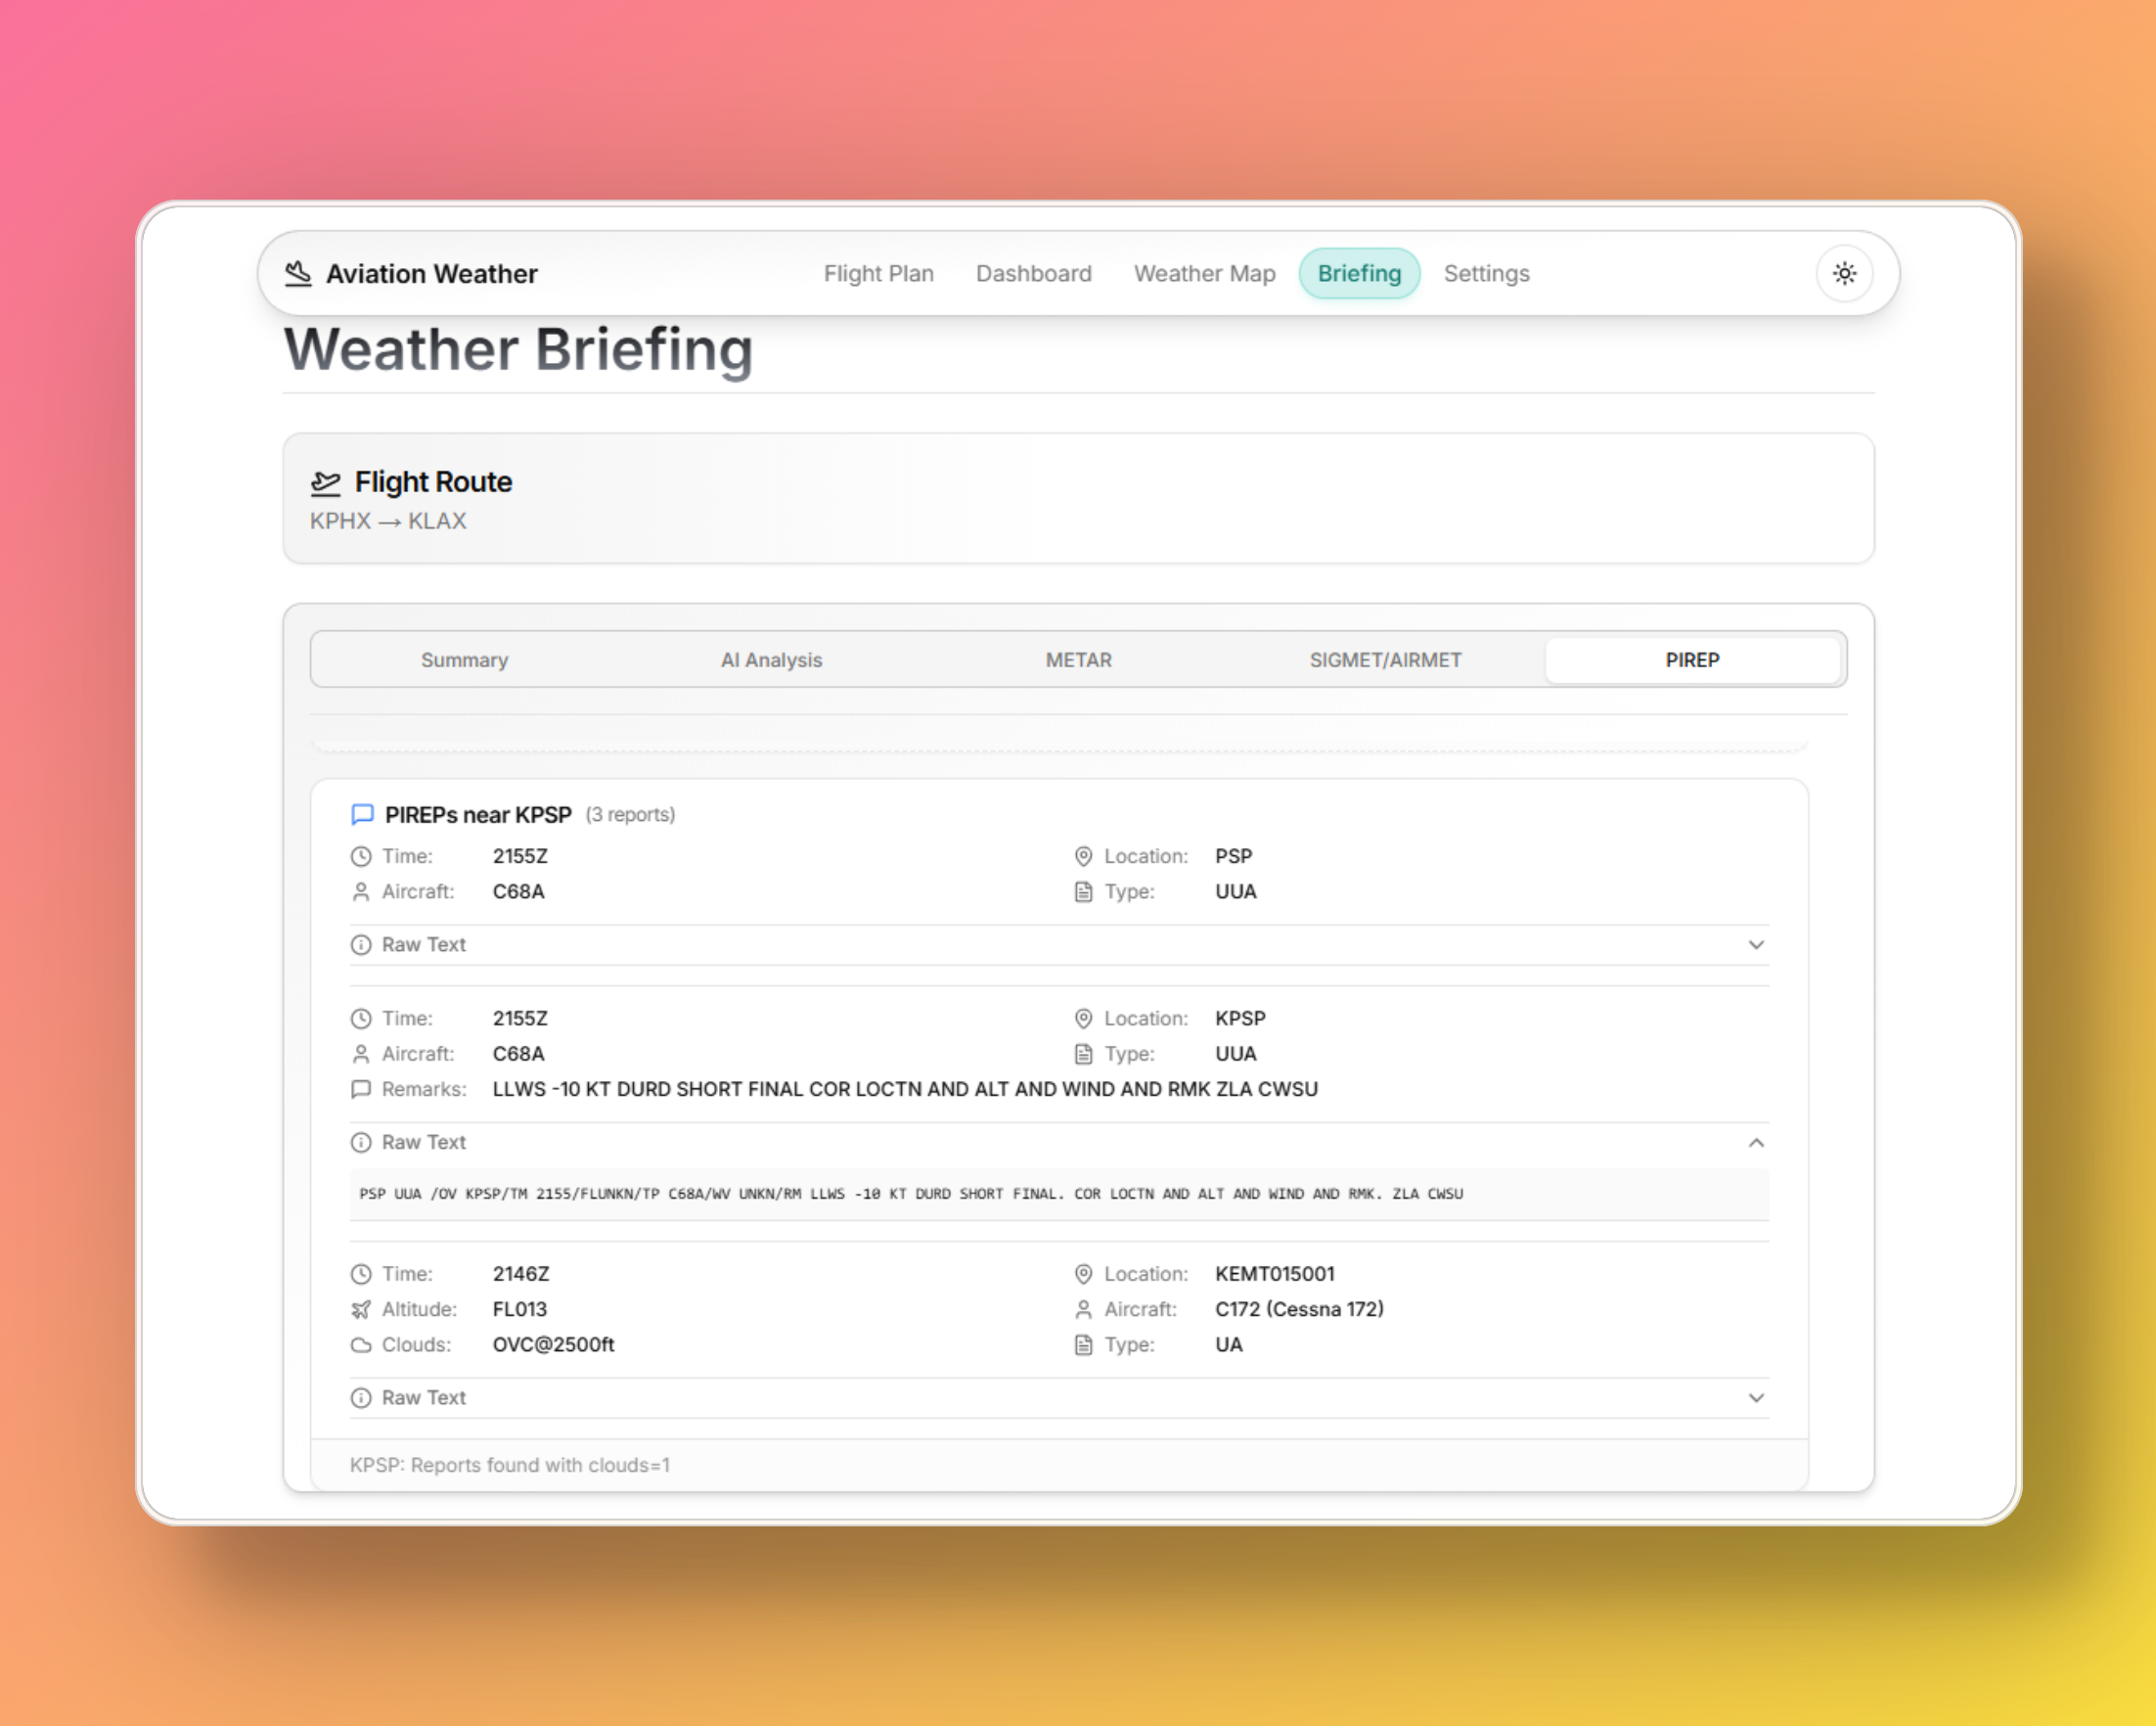 Aviation Weather Flight Plan Dashboard Weather Map Briefing Settings
Weather Briefing
Flight Route
KPHX → KLAX
Summary AI Analysis METAR SIGMET/AIRMET PIREP
PIREPs near KPSP (3 reports)
Time: 2155Z Location: PSP
Aircraft: C68A Type: UUA
Raw Text
Time: 2155Z Location: KPSP
Aircraft: C68A Type: UUA
Remarks: LLWS -10 KT DURD SHORT FINAL COR LOCTN AND ALT AND WIND AND RMK ZLA CWSU
Raw Text
PSP UUA /OV KPSP/TM 2155/FLUNKN/TP C68A/WV UNKN/RM LLWS -10 KT DURD SHORT FINAL. COR LOCTN AND ALT AND WIND AND RMK. ZLA CWSU
Time: 2146Z Location: KEMT015001
Altitude: FL013 Aircraft: C172 (Cessna 172)
Clouds: OVC@2500ft Type: UA
Raw Text
KPSP: Reports found with clouds=1